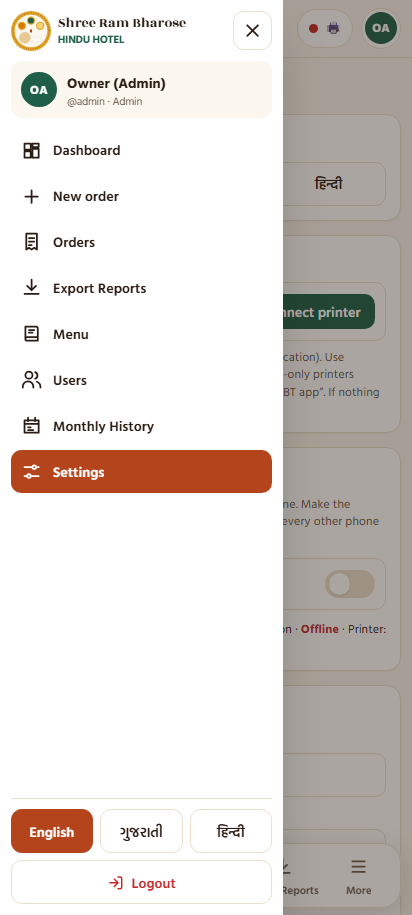 Shree Ram Bharose
HINDU HOTEL
OA
OA
Owner (Admin)
@admin · Admin
Dashboard
हिन्दी
New order
Orders
Export Reports
nnect printer
Menu
cation). Use
-only printers
Users
BT app". If nothing
Monthly History
Settings
ne. Make the
every other phone
on · Offline · Printer:
English
ગુજરાતી
हिन्दी
Reports
More
Logout